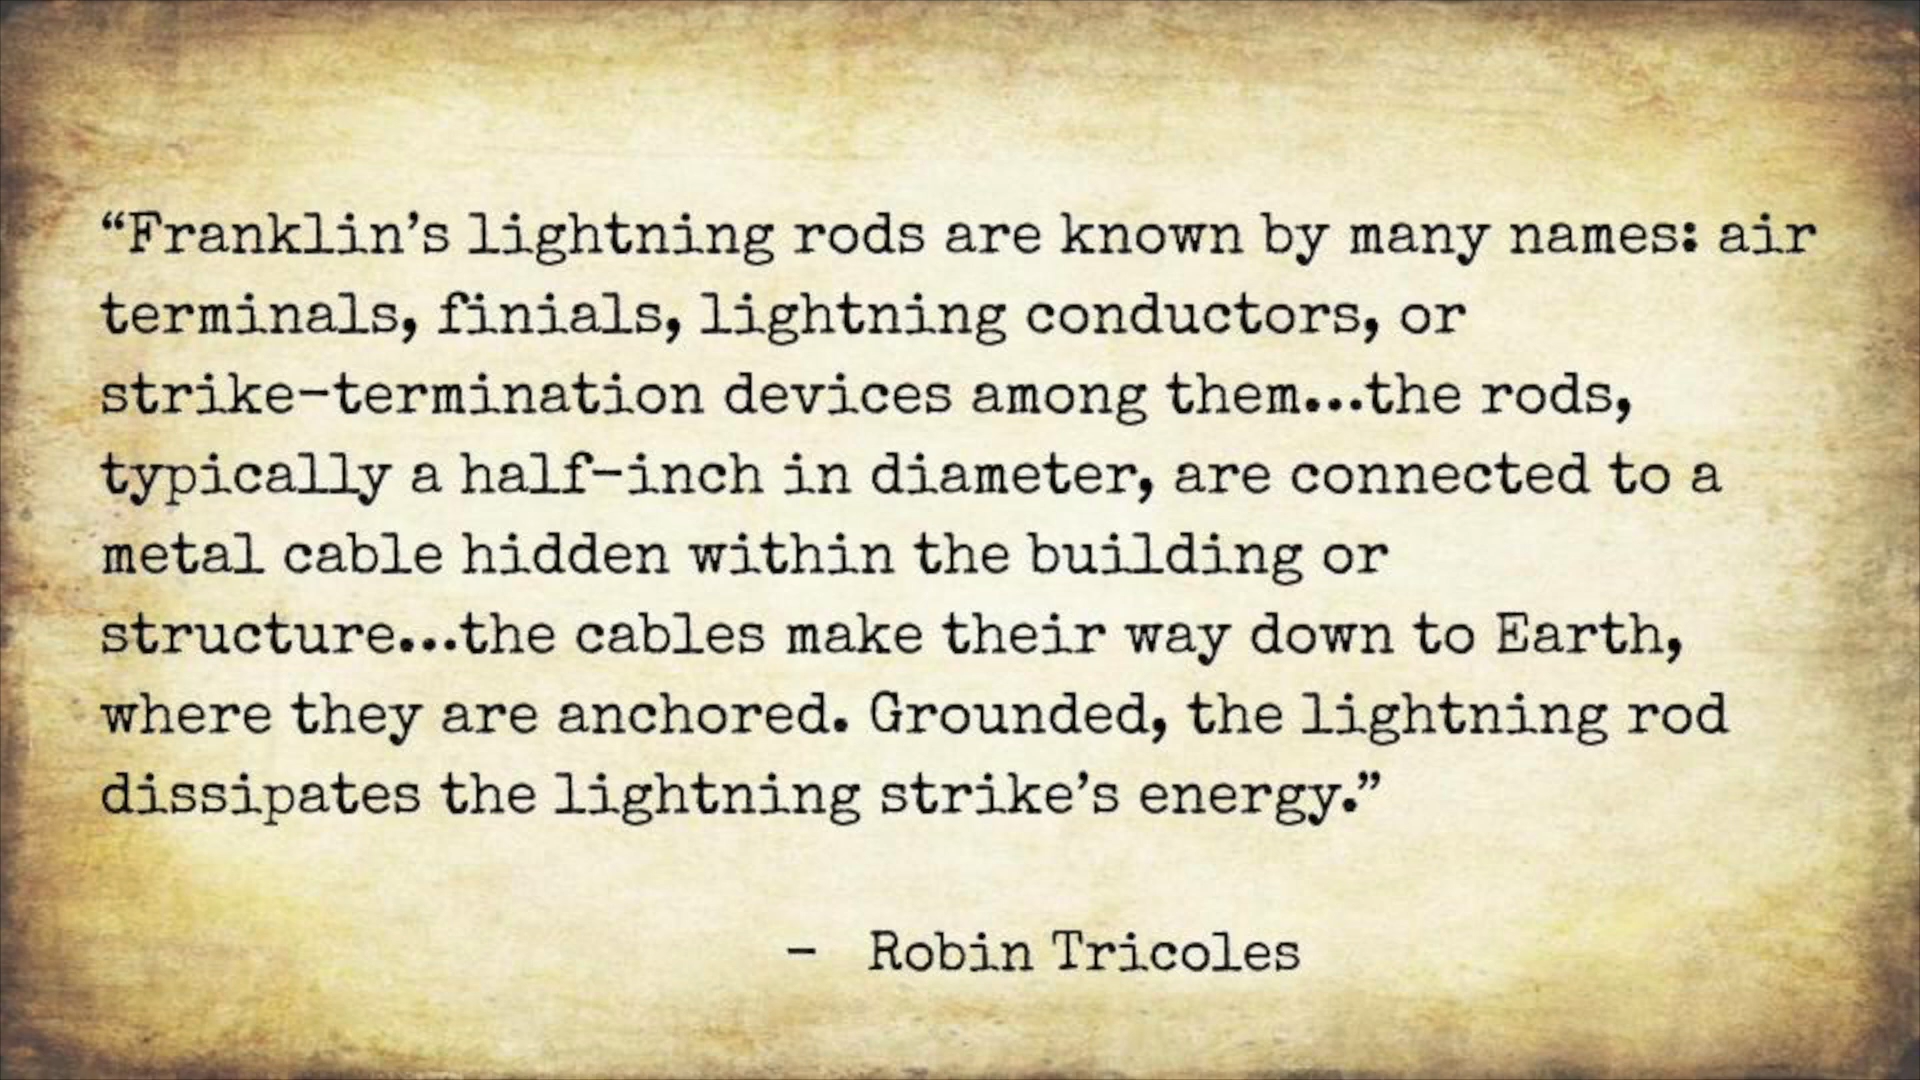 “Franklin’s lightning rods are known by many names: air
terminals, finials, lightning conductors, or
strike-termination devices among them...the rods,
typically a half-inch in diameter, are connected to a
metal cable hidden within the building or
structure...the cables make their way down to Earth,
where they are anchored. Grounded, the lightning rod
dissipates the lightning strike’s energy.”
- Robin Tricoles